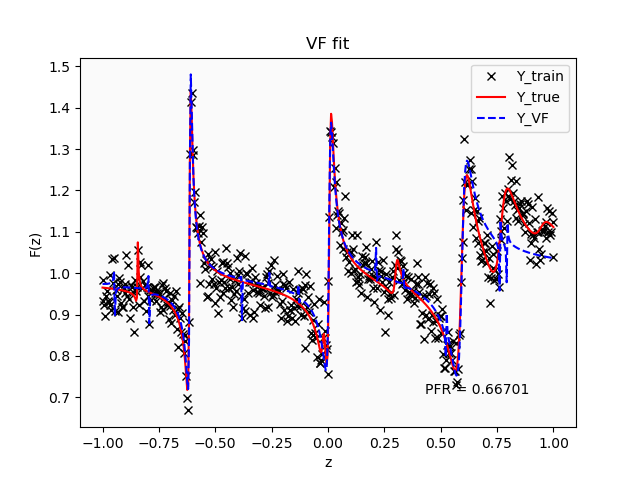 VF fit
1.5
1.4
1.3
1.2
1.1
1.0
0.9
0.8
0.7
F(z)
Y_train
Y_true
Y_VF
PFR = 0.66701
−1.00 −0.75 −0.50 −0.25 0.00 0.25 0.50 0.75 1.00
z